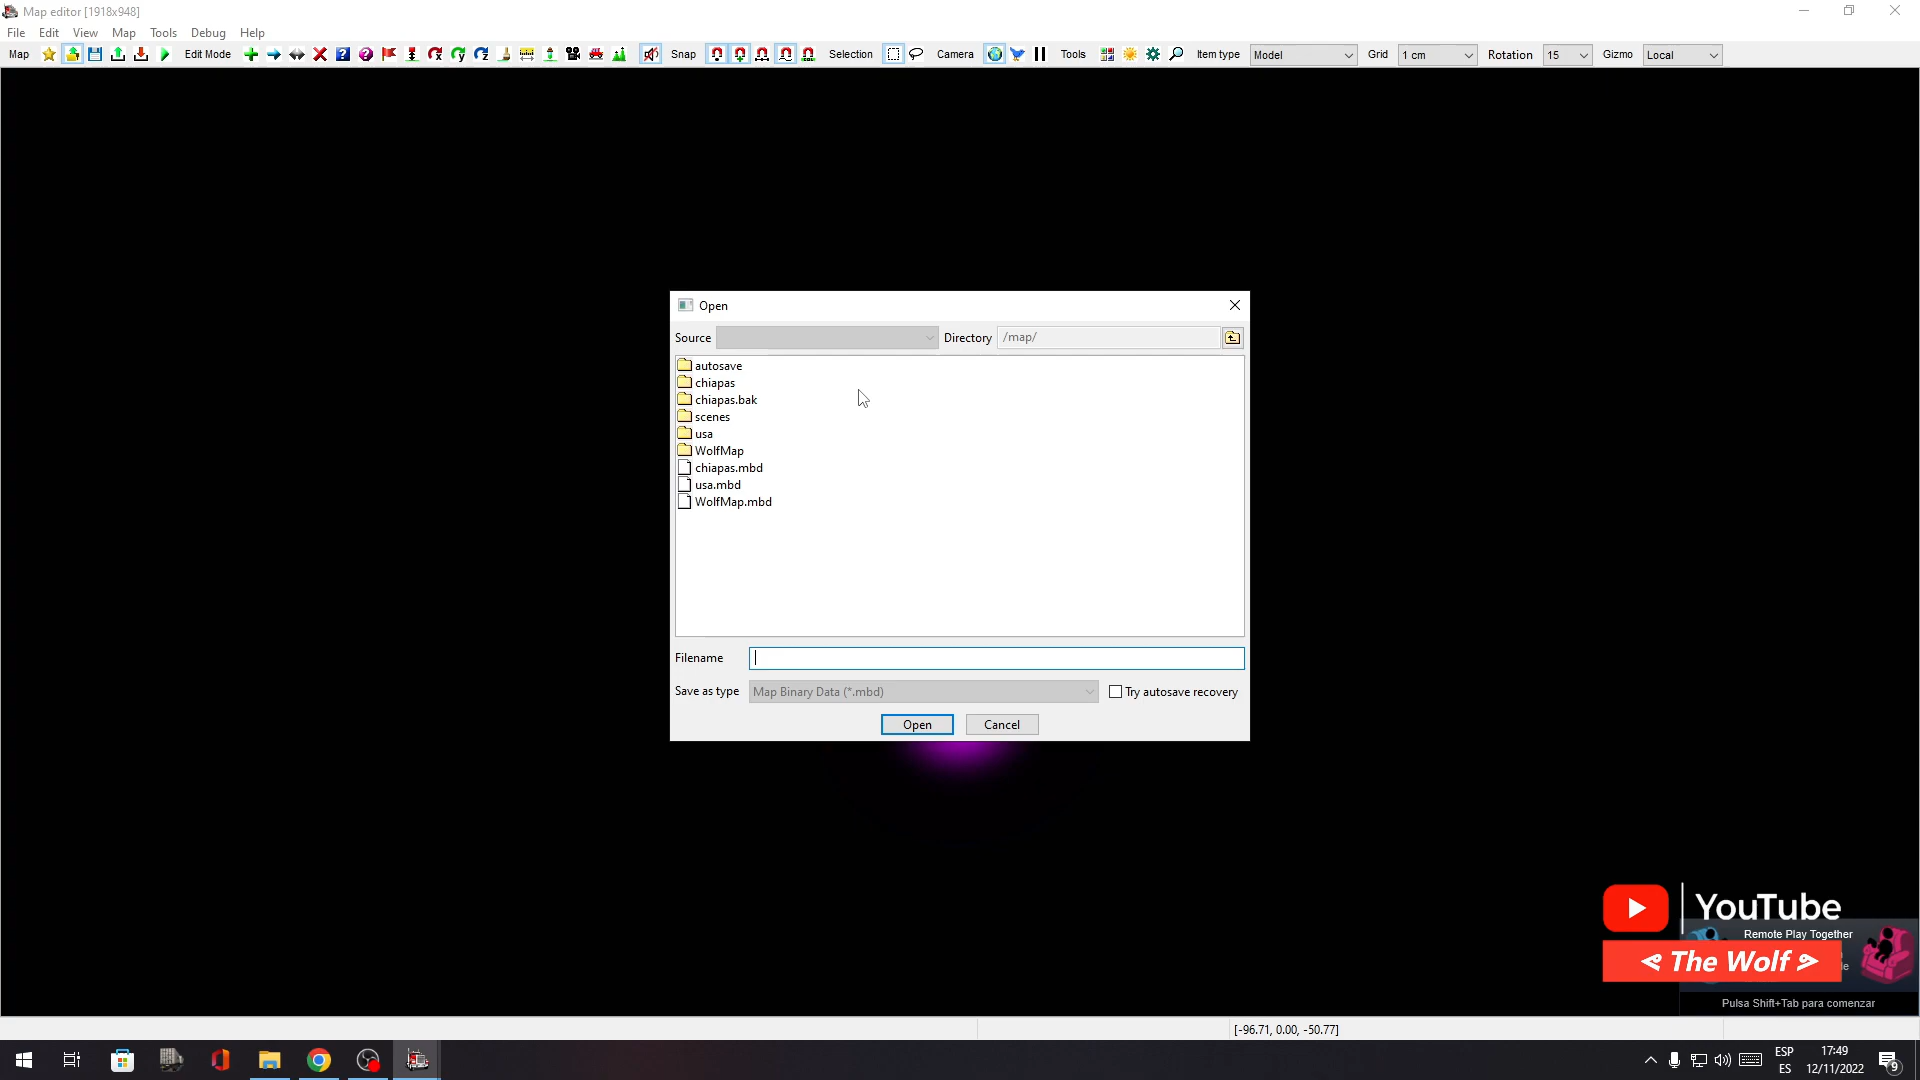 Map editor [1918x948]
File Edit View Map Tools Debug Help
Map Edit Mode Snap Selection Camera Tools Item type Model Grid 1 cm Rotation 15 Gizmo Local
Open
Source Directory /map/
autosave
chiapas
chiapas.bak
scenes
usa
WolfMap
chiapas.mbd
usa.mbd
WolfMap.mbd
Filename
Save as type Map Binary Data (*.mbd) Try autosave recovery
Open Cancel
YouTube
Remote Play Together
The Wolf
Pulsa Shift+Tab para comenzar
[-96.71, 0.00, -50.77]
ESP
ES
17:49
12/11/2022
9